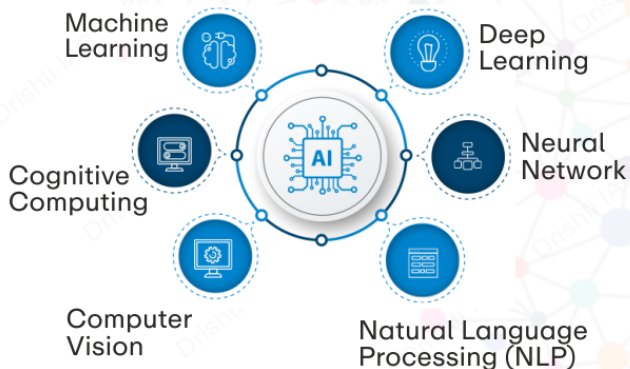 Machine
Learning
Deep
Learning
AI
Cognitive
Computing
Neural
Network
Computer
Vision
Natural Language
Processing (NLP)